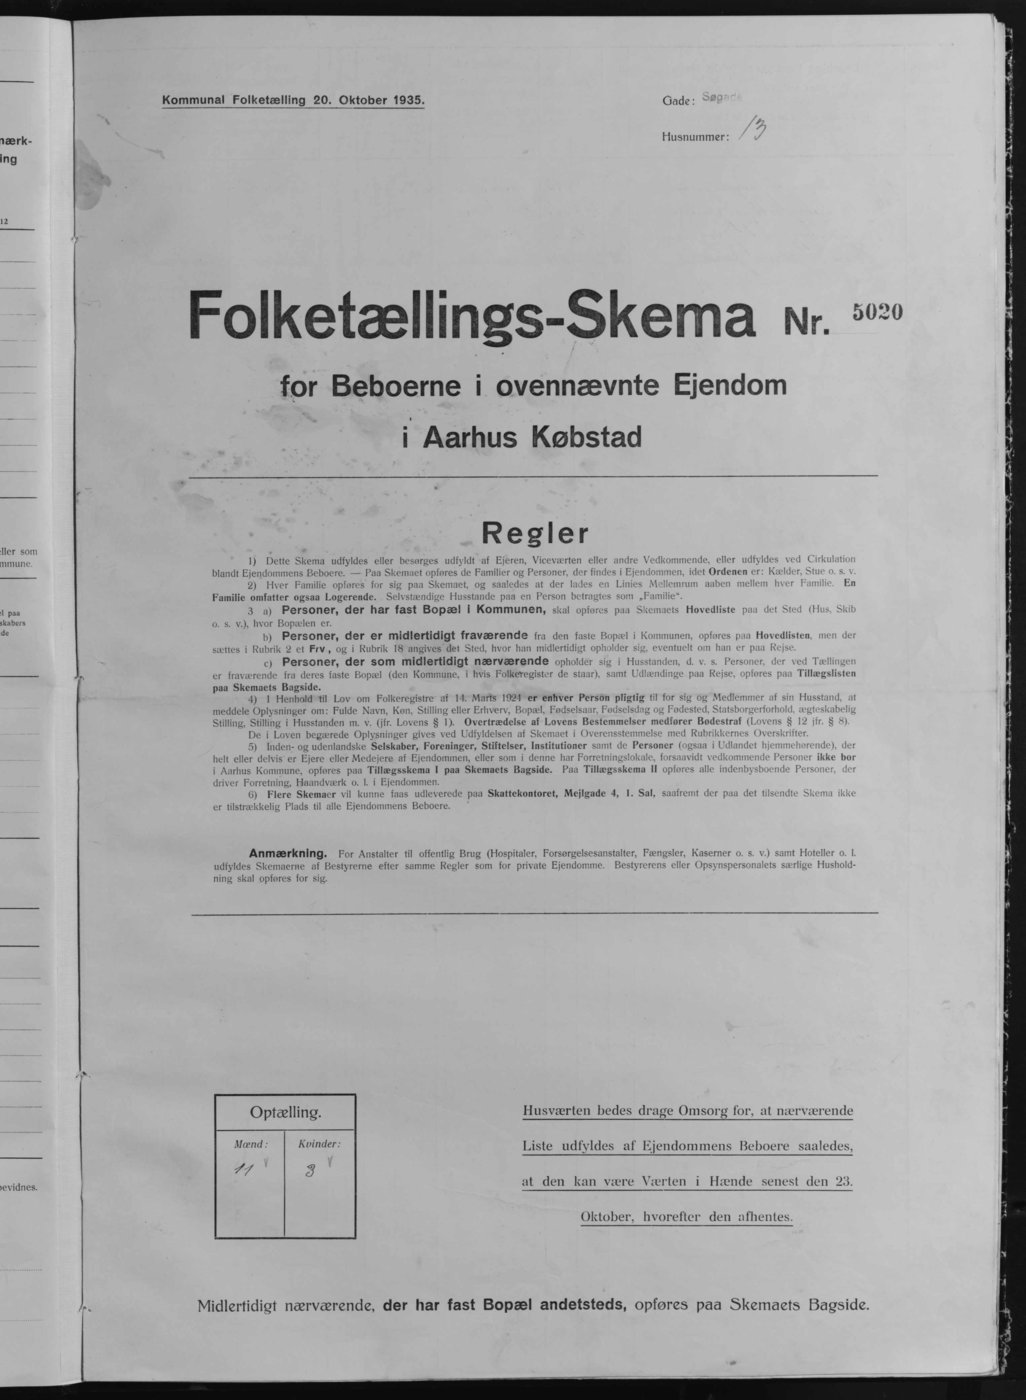 nærk-
ing
12
ller som
mmune.
l paa
skabers
de
bevidnes.
Kommunal Folketælling 20. Oktober 1935.
Gade: Søgade
Husnummer: 13
Folketællings-Skema Nr. 5020
for Beboerne i ovennævnte Ejendom
i Aarhus Købstad
Regler
1) Dette Skema udfyldes eller besørges udfyldt af Ejeren, Viceværten eller andre Vedkommende, eller udfyldes ved Cirkulation
blandt Ejendommens Beboere. — Paa Skemaet opføres de Familier og Personer, der findes i Ejendommen, idet Ordenen er: Kælder, Stue o. s. v.
2) Hver Familie opføres for sig paa Skemaet, og saaledes at der lades en Linies Mellemrum aaben mellem hver Familie. En
Familie omfatter ogsaa Logerende. Selvstændige Husstande paa en Person betragtes som „Familie“.
3 a) Personer, der har fast Bopæl i Kommunen, skal opføres paa Skemaets Hovedliste paa det Sted (Hus, Skib
o. s. v.), hvor Bopælen er.
b) Personer, der er midlertidigt fraværende fra den faste Bopæl i Kommunen, opføres paa Hovedlisten, men der
sættes i Rubrik 2 et Frv., og i Rubrik 18 angives det Sted, hvor han midlertidigt opholder sig, eventuelt om han er paa Rejse.
c) Personer, der som midlertidigt nærværende opholder sig i Husstanden, d. v. s. Personer, der ved Tællingen
er fraværende fra deres faste Bopæl (den Kommune, i hvis Folkeregister de staar), samt Udlændinge paa Rejse, opføres paa Tillægslisten
paa Skemaets Bagside.
4) I Henhold til Lov om Folkeregistre af 14. Marts 1924 er enhver Person pligtig til for sig og Medlemmer af sin Husstand, at
meddele Oplysninger om: Fulde Navn, Køn, Stilling eller Erhverv, Bopæl, Fødselsaar, Fødselsdag og Fødested, Statsborgerforhold, ægteskabelig
Stilling, Stilling i Husstanden m. v. (jfr. Lovens § 1). Overtrædelse af Lovens Bestemmelser medfører Bødestraf (Lovens § 12 jfr. § 8).
De i Loven begærede Oplysninger gives ved Udfyldelsen af Skemaet i Overensstemmelse med Rubrikkernes Overskrifter.
5) Inden- og udenlandske Selskaber, Foreninger, Stiftelser, Institutioner samt de Personer (ogsaa i Udlandet hjemmehørende), der
helt eller delvis er Ejere eller Medejere af Ejendommen, eller som i denne har Forretningslokale, forsaavidt vedkommende Personer ikke bor
i Aarhus Kommune, opføres paa Tillægsskema I paa Skemaets Bagside. Paa Tillægsskema II opføres alle indenbysboende Personer, der
driver Forretning, Haandværk o. l. i Ejendommen.
6) Flere Skemaer vil kunne faas udleverede paa Skattekontoret, Mejlgade 4, 1. Sal, saafremt der paa det tilsendte Skema ikke
er tilstrækkelig Plads til alle Ejendommens Beboere.
Anmærkning. For Anstalter til offentlig Brug (Hospitaler, Forsørgelsesanstalter, Fængsler, Kaserner o. s. v.) samt Hoteller o. l.
udfyldes Skemaerne af Bestyrerne efter samme Regler som for private Ejendomme. Bestyrerens eller Opsynspersonalets særlige Hushold-
ning skal opføres for sig.
Optælling.
Mænd: Kvinder:
11 3
Husværten bedes drage Omsorg for, at nærværende
Liste udfyldes af Ejendommens Beboere saaledes,
at den kan være Værten i Hænde senest den 23.
Oktober, hvorefter den afhentes.
Midlertidigt nærværende, der har fast Bopæl andetsteds, opføres paa Skemaets Bagside.